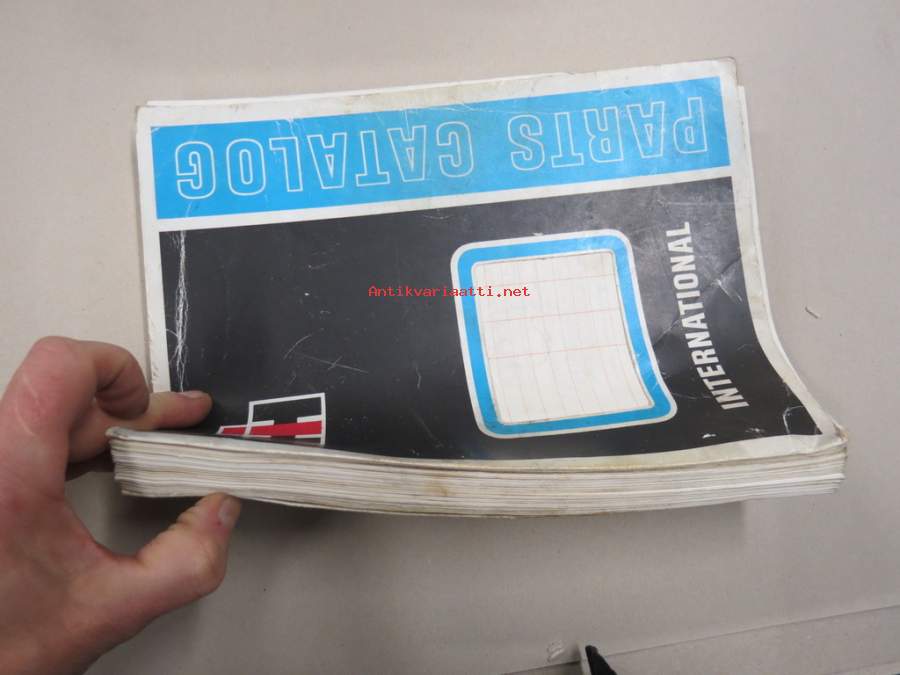 PARTS CATALOG
INTERNATIONAL
Antikvariaatti.net